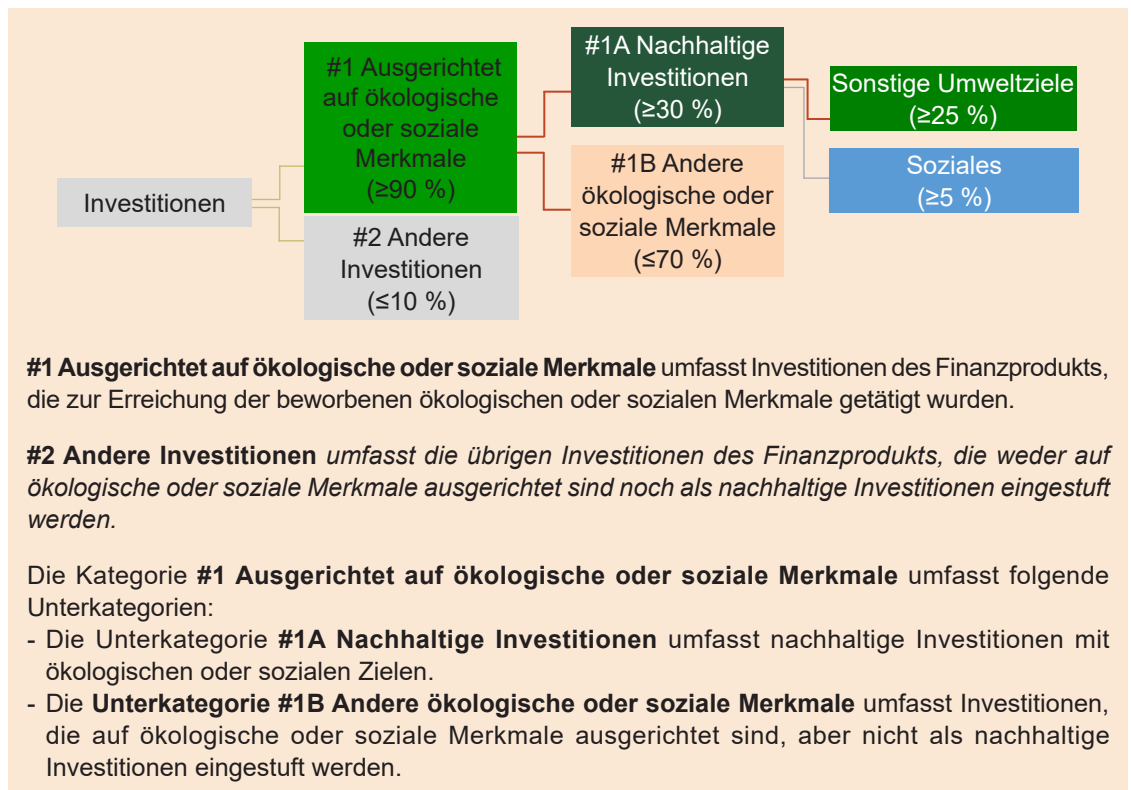 Investitionen
#1 Ausgerichtet
auf ökologische
oder soziale
Merkmale
(≥90 %)
#2 Andere
Investitionen
(≤10 %)
#1A Nachhaltige
Investitionen
(≥30 %)
#1B Andere
ökologische oder
soziale Merkmale
(≤70 %)
Sonstige Umweltziele
(≥25 %)
Soziales
(≥5 %)
#1 Ausgerichtet auf ökologische oder soziale Merkmale umfasst Investitionen des Finanzprodukts,
die zur Erreichung der beworbenen ökologischen oder sozialen Merkmale getätigt wurden.
#2 Andere Investitionen umfasst die übrigen Investitionen des Finanzprodukts, die weder auf
ökologische oder soziale Merkmale ausgerichtet sind noch als nachhaltige Investitionen eingestuft
werden.
Die Kategorie #1 Ausgerichtet auf ökologische oder soziale Merkmale umfasst folgende
Unterkategorien:
- Die Unterkategorie #1A Nachhaltige Investitionen umfasst nachhaltige Investitionen mit
ökologischen oder sozialen Zielen.
- Die Unterkategorie #1B Andere ökologische oder soziale Merkmale umfasst Investitionen,
die auf ökologische oder soziale Merkmale ausgerichtet sind, aber nicht als nachhaltige
Investitionen eingestuft werden.